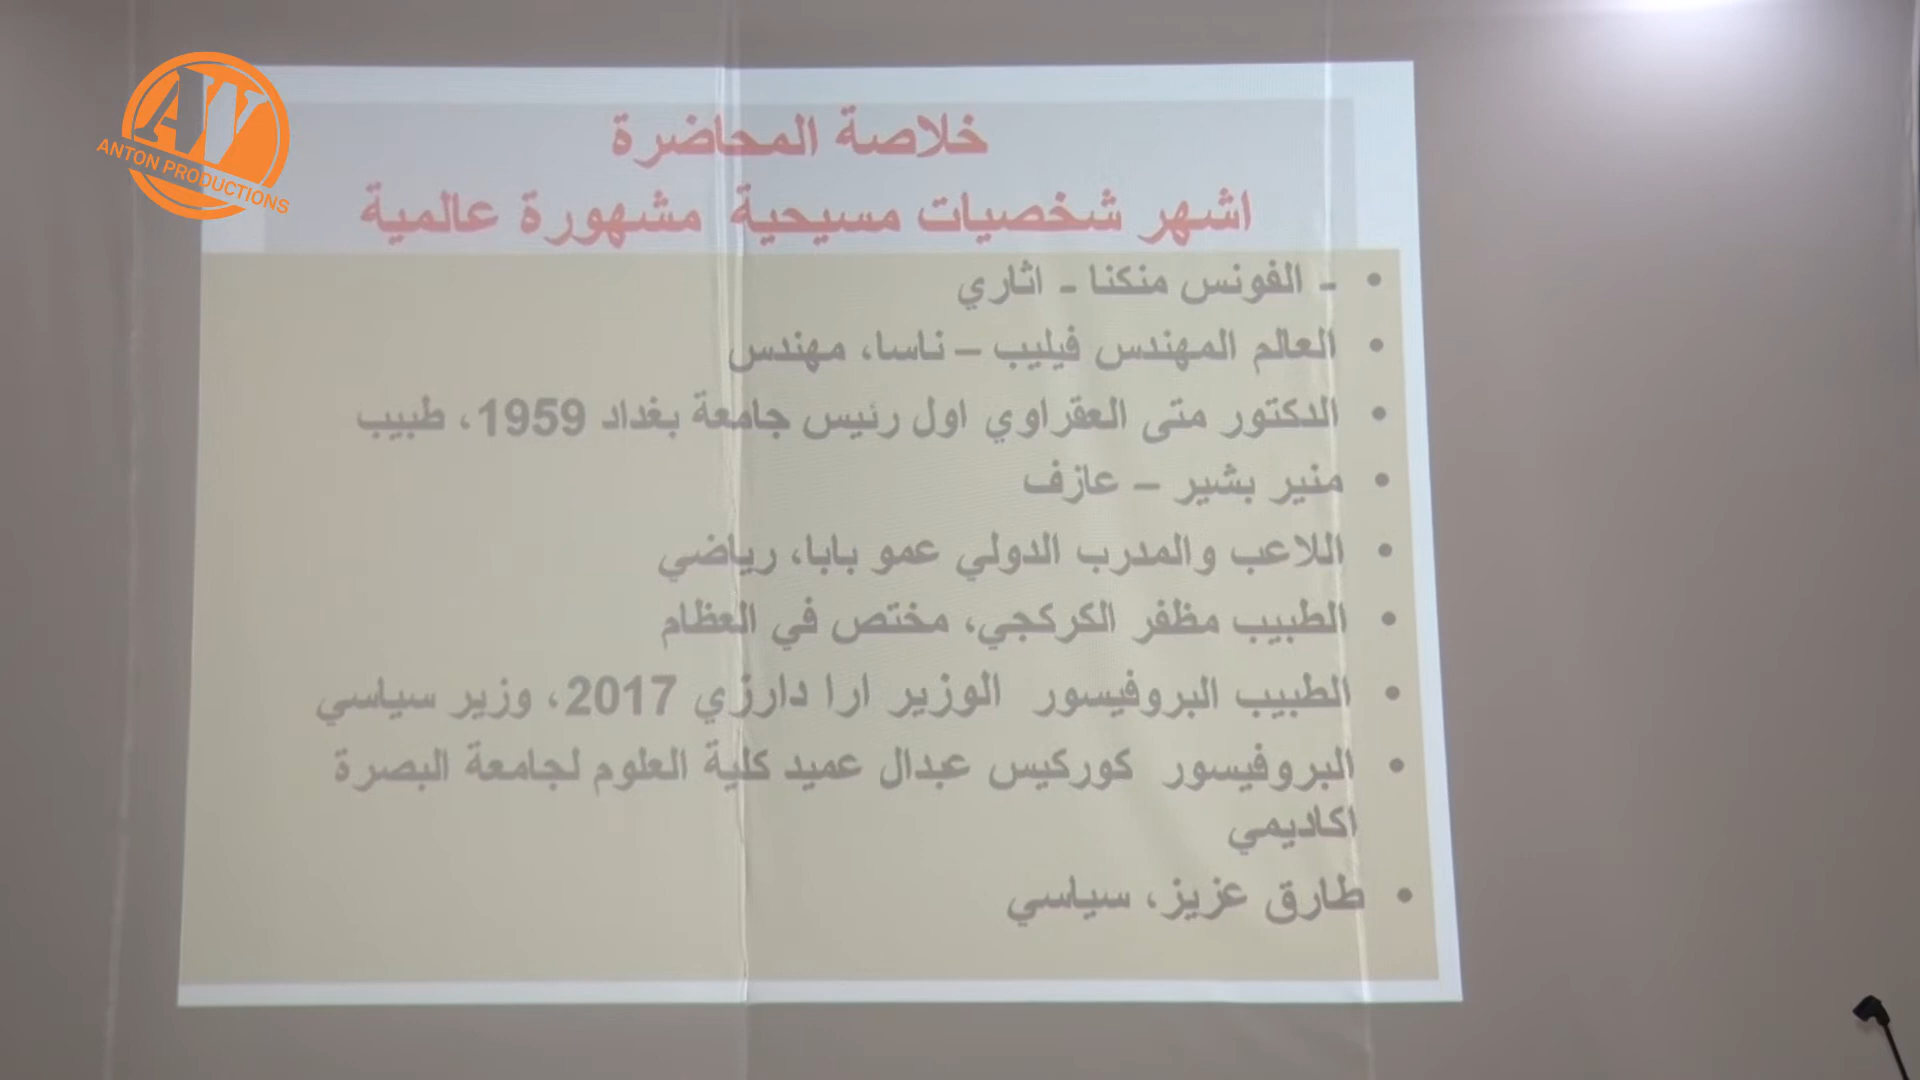 AN
ANTON PRODUCTIONS
خلاصة المحاضرة
اشهر شخصيات مسيحية مشهورة عالمية
• - الفونس منكنا - اثاري
• العالم المهندس فيليب – ناسا، مهندس
• الدكتور متى العقراوي اول رئيس جامعة بغداد 1959، طبيب
• منير بشير – عازف
• اللاعب والمدرب الدولي عمو بابا، رياضي
• الطبيب مظفر الكركجي، مختص في العظام
• الطبيب البروفيسور الوزير ارا دارزي 2017، وزير سياسي
• البروفيسور كوركيس عبدال عميد كلية العلوم لجامعة البصرة
اكاديمي
• طارق عزيز، سياسي